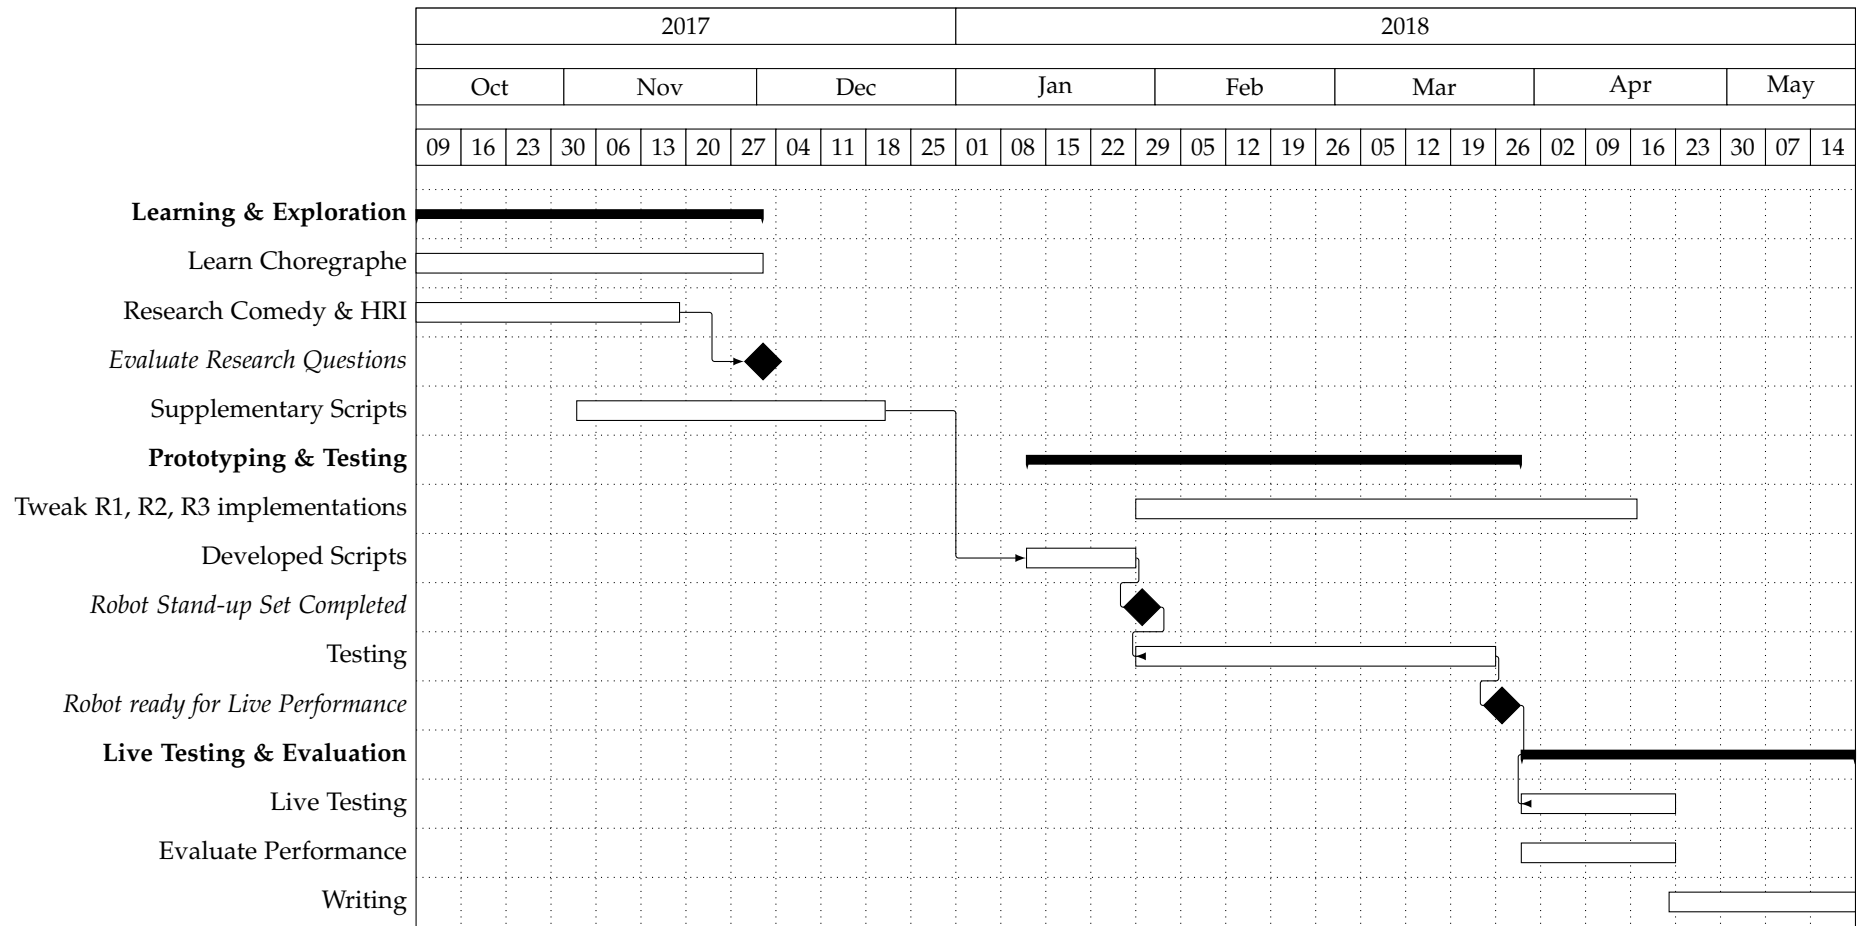 2017 2018
Oct Nov Dec Jan Feb Mar Apr May
09 16 23 30 06 13 20 27 04 11 18 25 01 08 15 22 29 05 12 19 26 05 12 19 26 02 09 16 23 30 07 14
Learning & Exploration
Learn Choregraphe
Research Comedy & HRI
Evaluate Research Questions
Supplementary Scripts
Prototyping & Testing
Tweak R1, R2, R3 implementations
Developed Scripts
Robot Stand-up Set Completed
Testing
Robot ready for Live Performance
Live Testing & Evaluation
Live Testing
Evaluate Performance
Writing